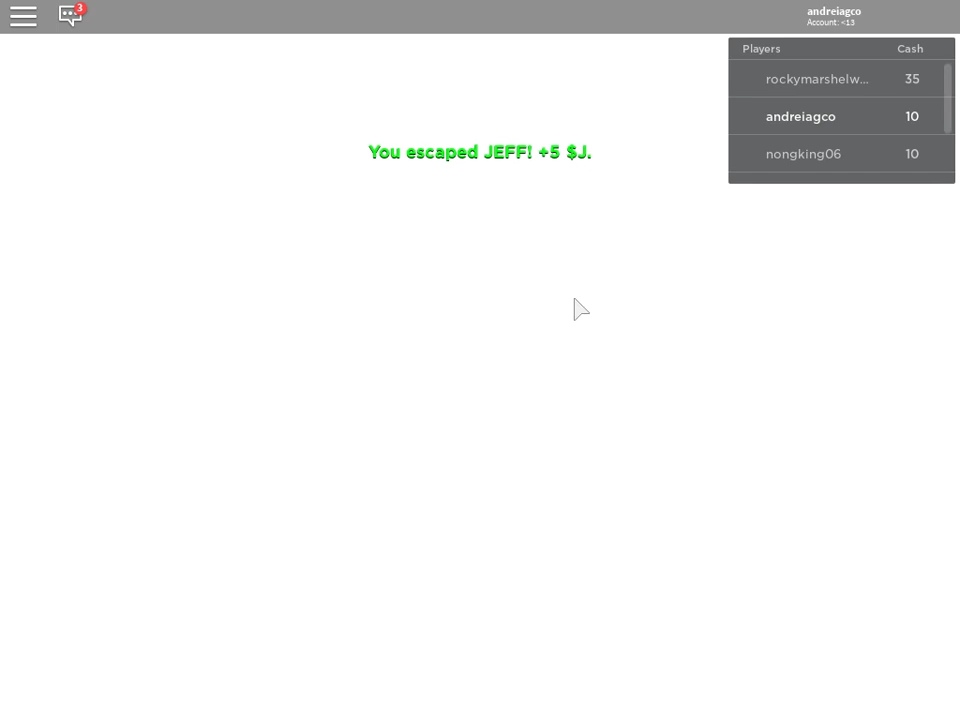 3
andreiagco
Account: <13
Players Cash
rockymarshelw... 35
andreiagco 10
nongking06 10
You escaped JEFF! +5 $J.